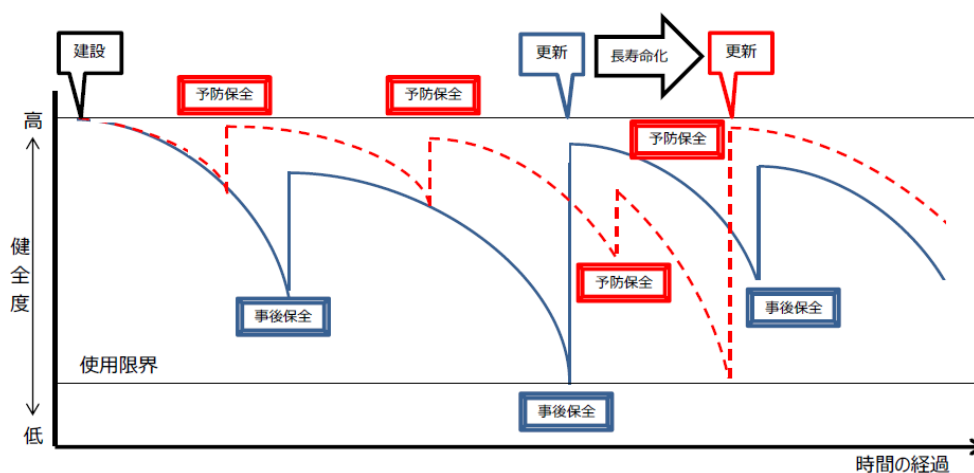 建設
更新
長寿命化
更新
予防保全
予防保全
高
予防保全
健全度
予防保全
事後保全
事後保全
使用限界
事後保全
低
時間の経過